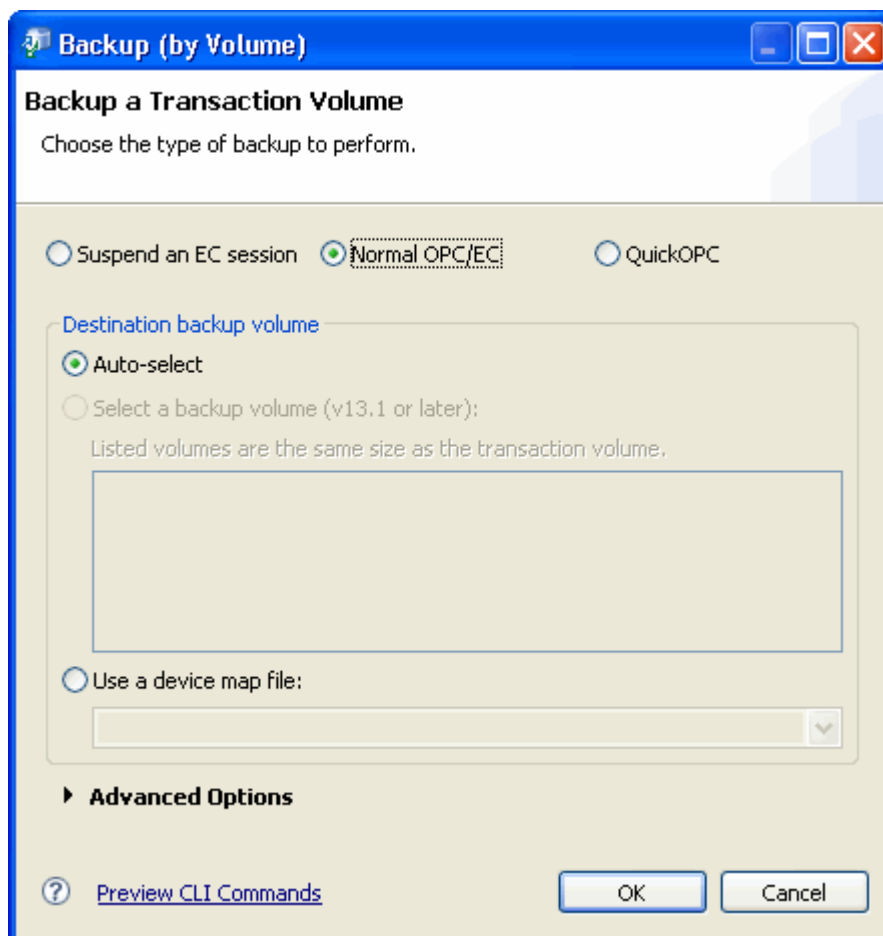 Backup (by Volume)
Backup a Transaction Volume
Choose the type of backup to perform.
Suspend an EC session Normal OPC/EC QuickOPC
Destination backup volume
Auto-select
Select a backup volume (v13.1 or later):
Listed volumes are the same size as the transaction volume.
Use a device map file:
Advanced Options
? Preview CLI Commands OK Cancel